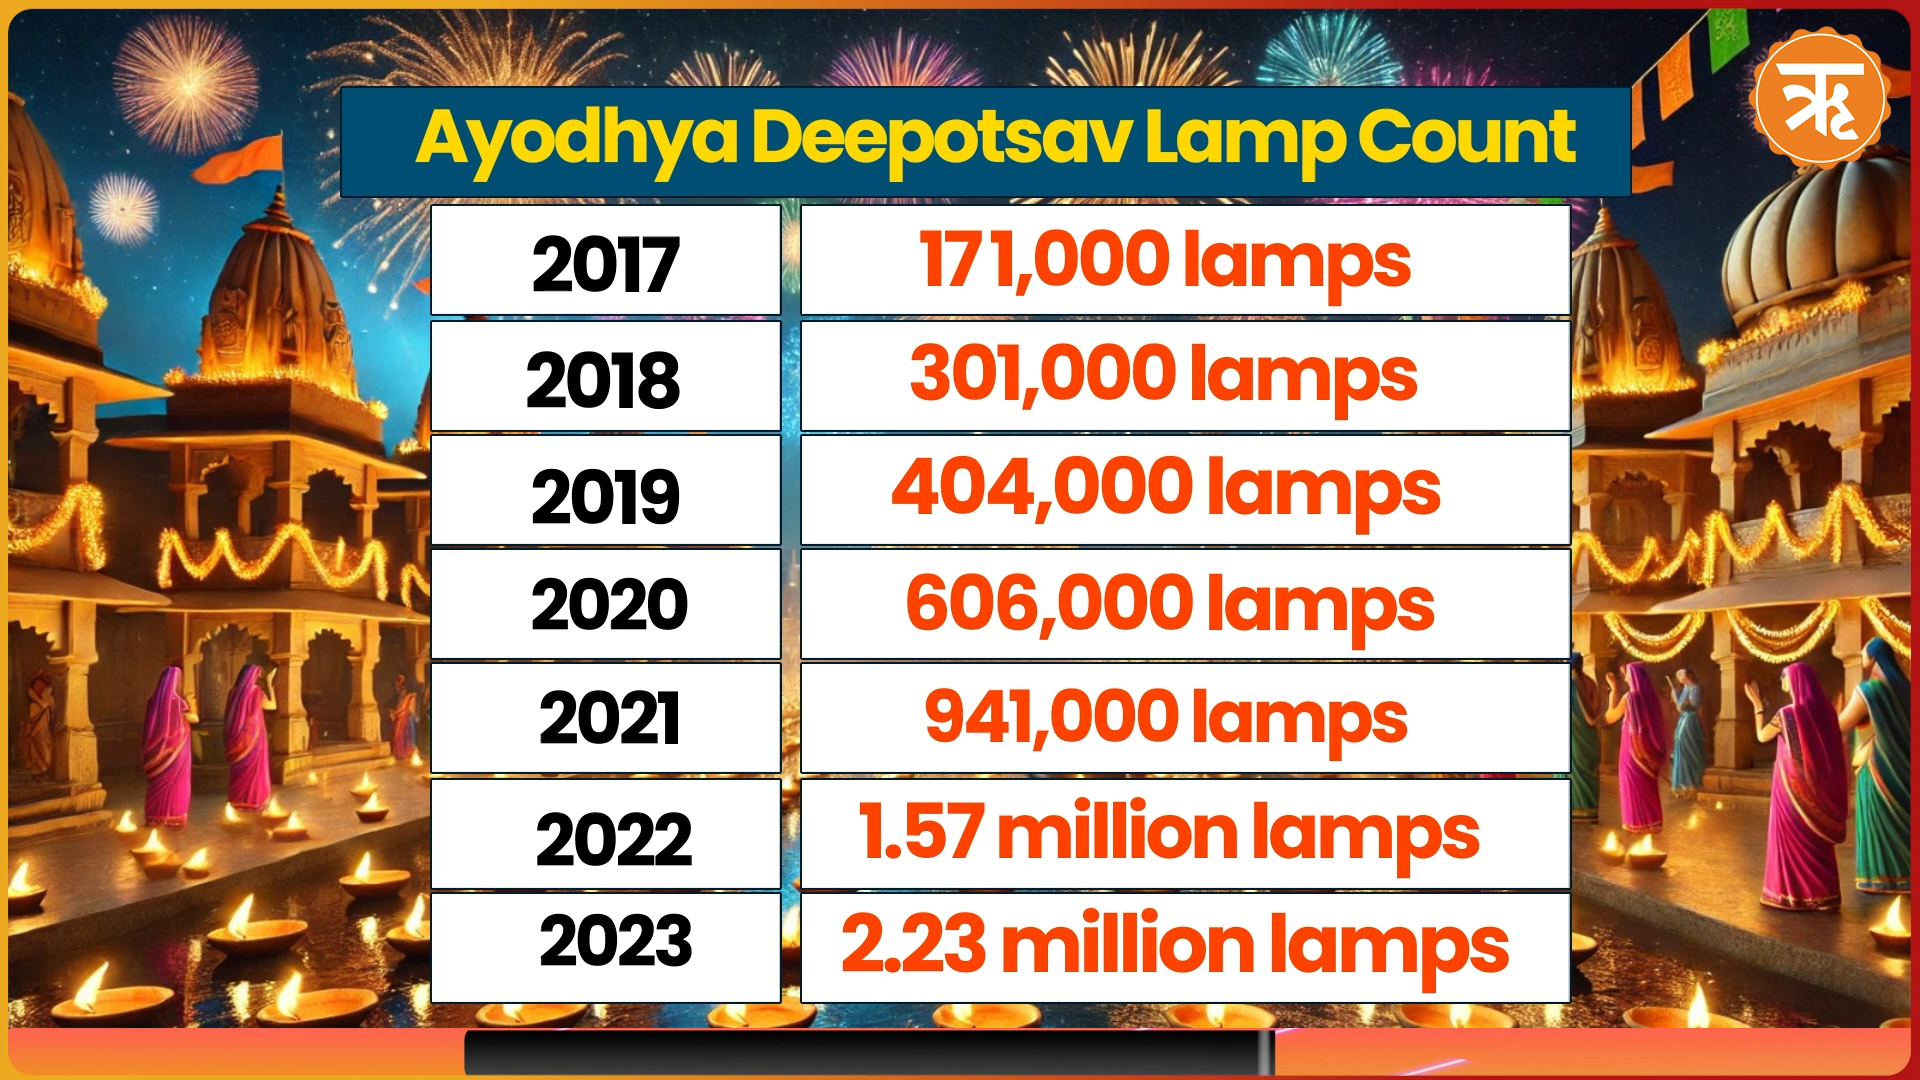 Ayodhya Deepotsav Lamp Count
ऋ
2017 171,000 lamps
2018 301,000 lamps
2019 404,000 lamps
2020 606,000 lamps
2021 941,000 lamps
2022 1.57 million lamps
2023 2.23 million lamps